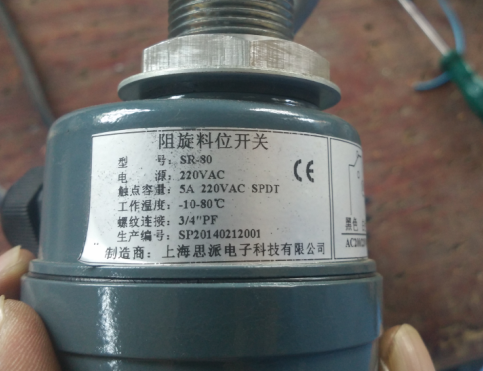 阻旋料位开关
型 号: SR-80
电 源: 220VAC
触点容量: 5A 220VAC SPDT
工作温度: -10-80℃
螺纹连接: 3/4"PF
生产编号: SP20140212001
制造商: 上海思派电子科技有限公司
CE
黑色